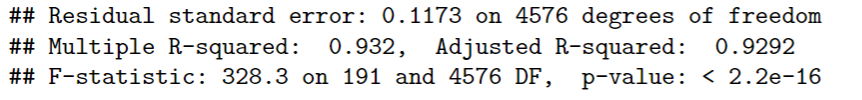 ## Residual standard error: 0.1173 on 4576 degrees of freedom
## Multiple R-squared:  0.932,  Adjusted R-squared:  0.9292
## F-statistic: 328.3 on 191 and 4576 DF,  p-value: < 2.2e-16